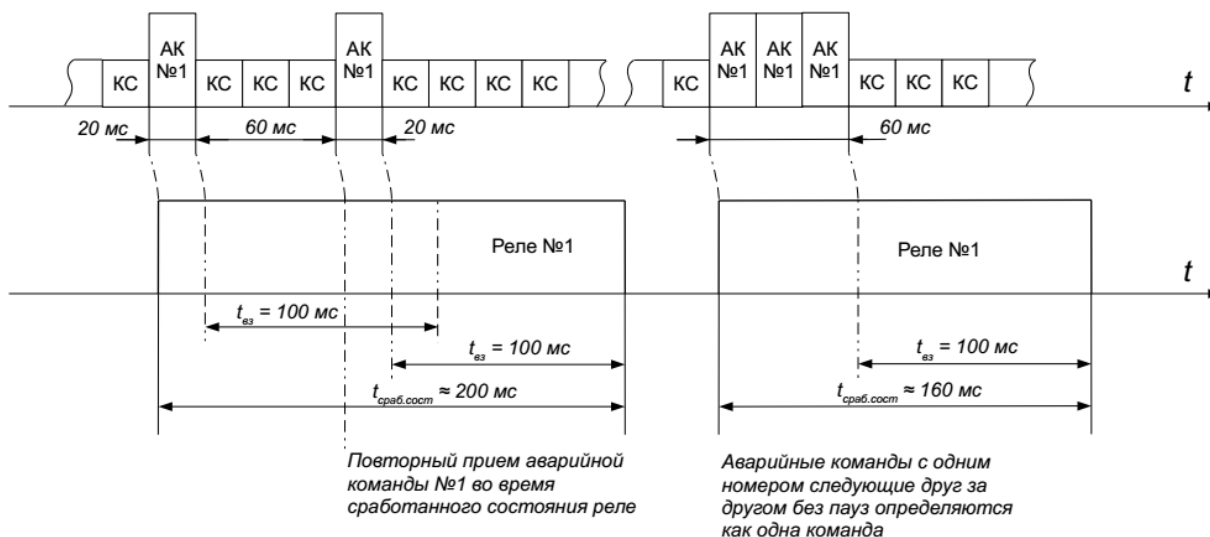 АК
№1
АК
№1
АК
№1
АК
№1
АК
№1
КС
КС
КС
КС
КС
КС
КС
КС
КС
КС
КС
КС
t
20 мс
60 мс
20 мс
60 мс
Реле №1
Реле №1
t
tвз = 100 мс
tвз = 100 мс
tвз = 100 мс
tсраб.сост ≈ 200 мс
tсраб.сост ≈ 160 мс
Повторный прием аварийной
команды №1 во время
сработанного состояния реле
Аварийные команды с одним
номером следующие друг за
другом без пауз определяются
как одна команда